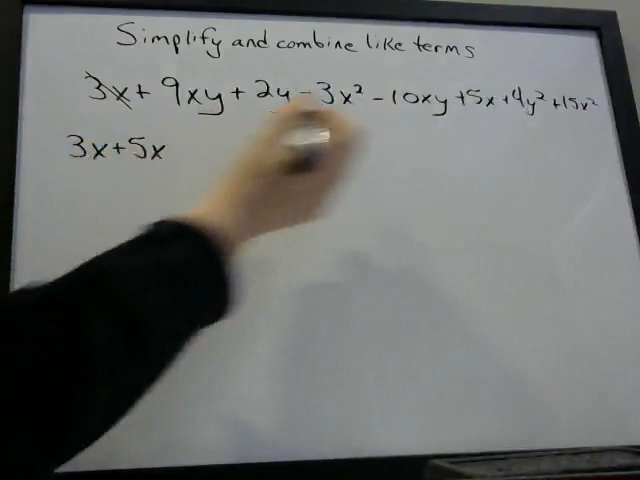 Simplify and combine like terms
3x + 9xy + 2y - 3x² - 10xy + 5x + 4y² + 15x²
3x + 5x